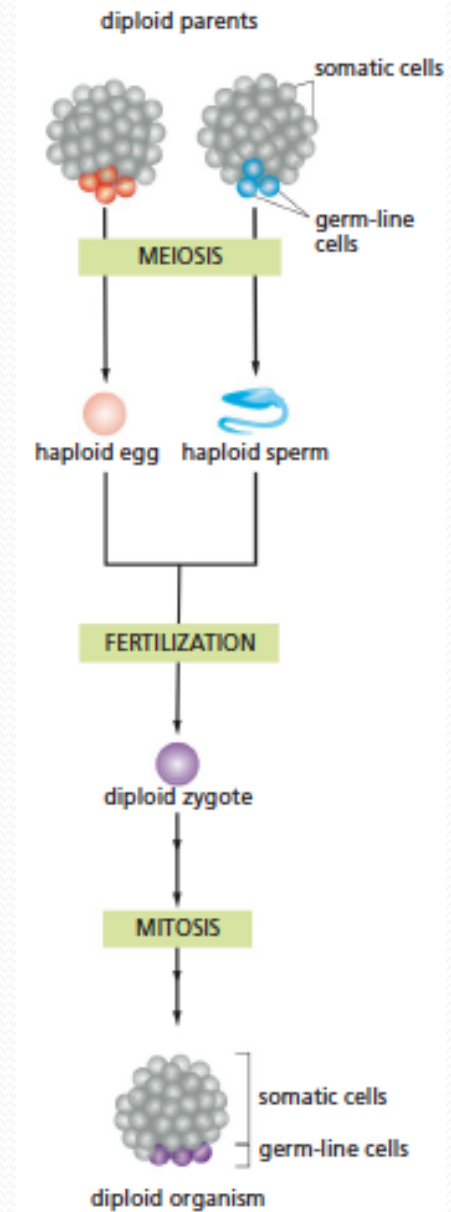 diploid parents
somatic cells
germ-line
cells
MEIOSIS
haploid egg
haploid sperm
FERTILIZATION
diploid zygote
MITOSIS
somatic cells
germ-line cells
diploid organism